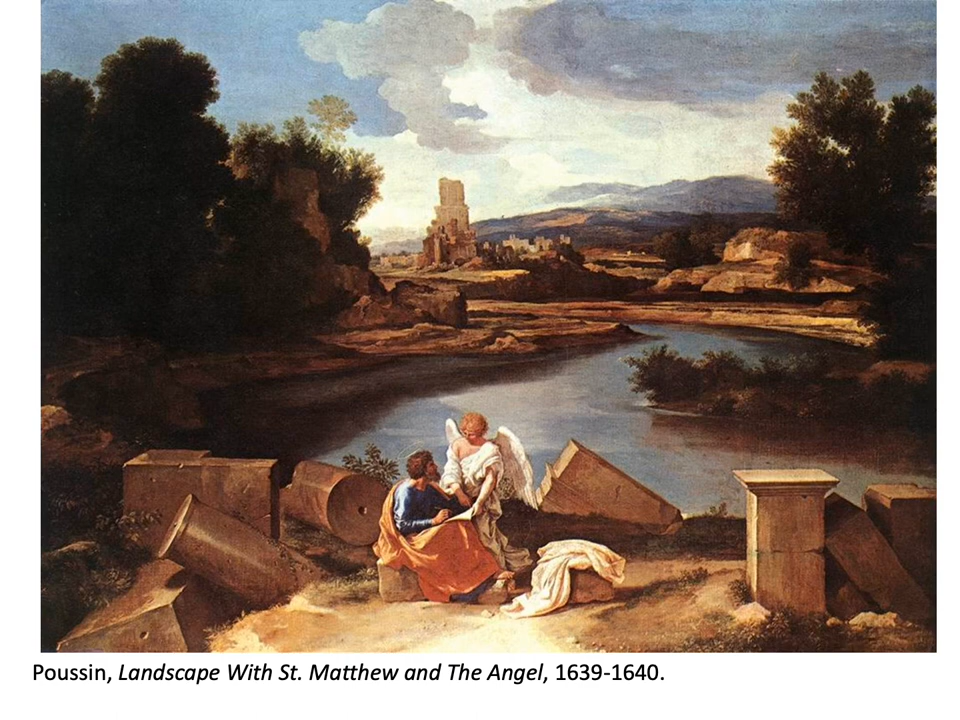 Poussin, Landscape With St. Matthew and The Angel, 1639-1640.